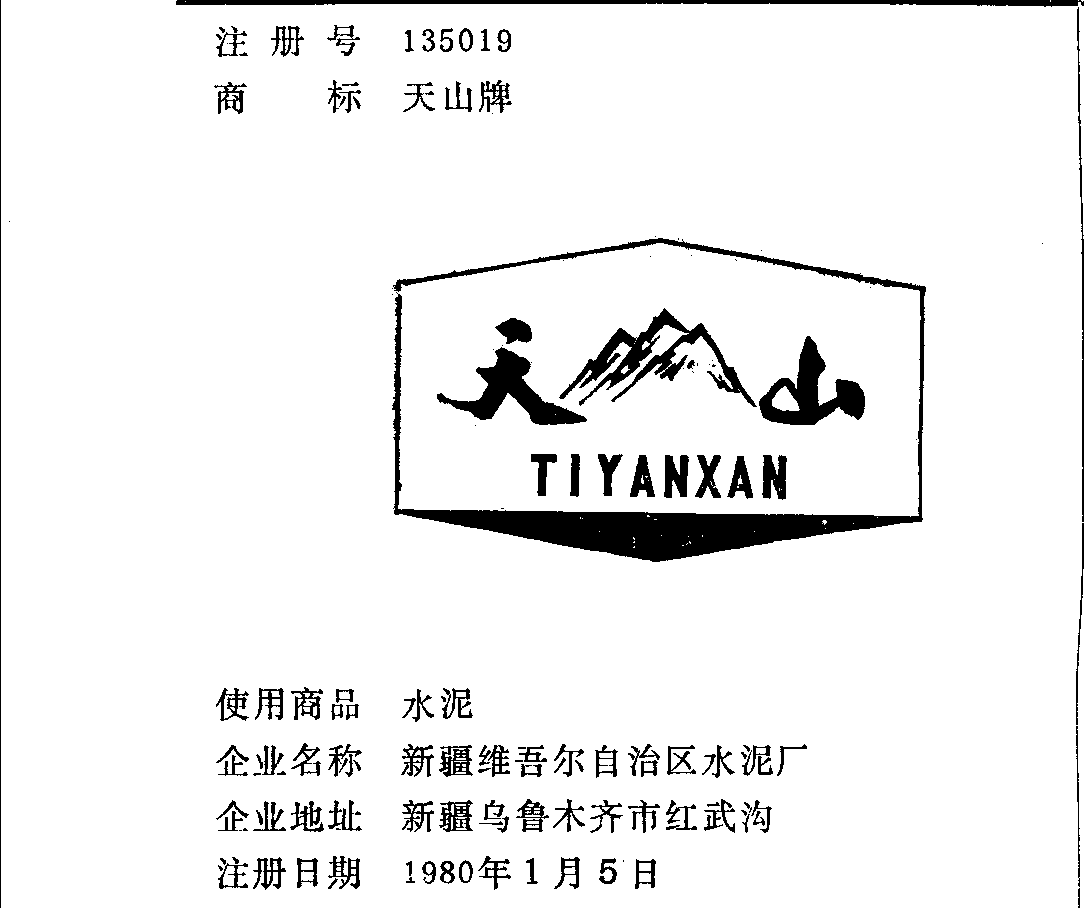 注册号 135019
商标 天山牌
天山
TIYANXAN
使用商品 水泥
企业名称 新疆维吾尔自治区水泥厂
企业地址 新疆乌鲁木齐市红武沟
注册日期 1980年1月5日